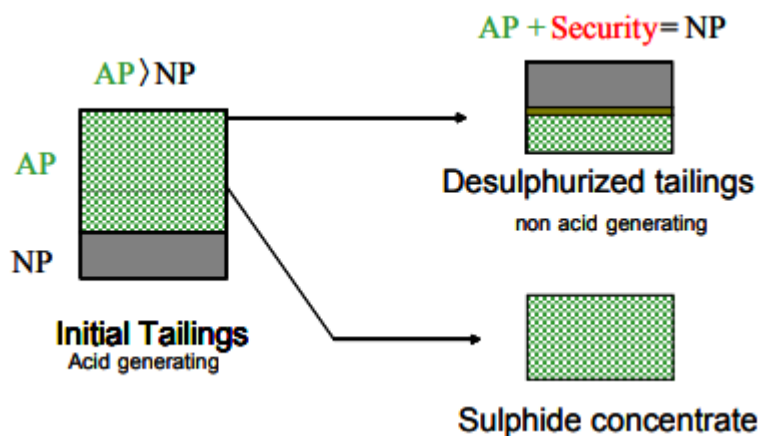 AP + Security = NP
AP 〉NP
AP
NP
Desulphurized tailings
non acid generating
Initial Tailings
Acid generating
Sulphide concentrate